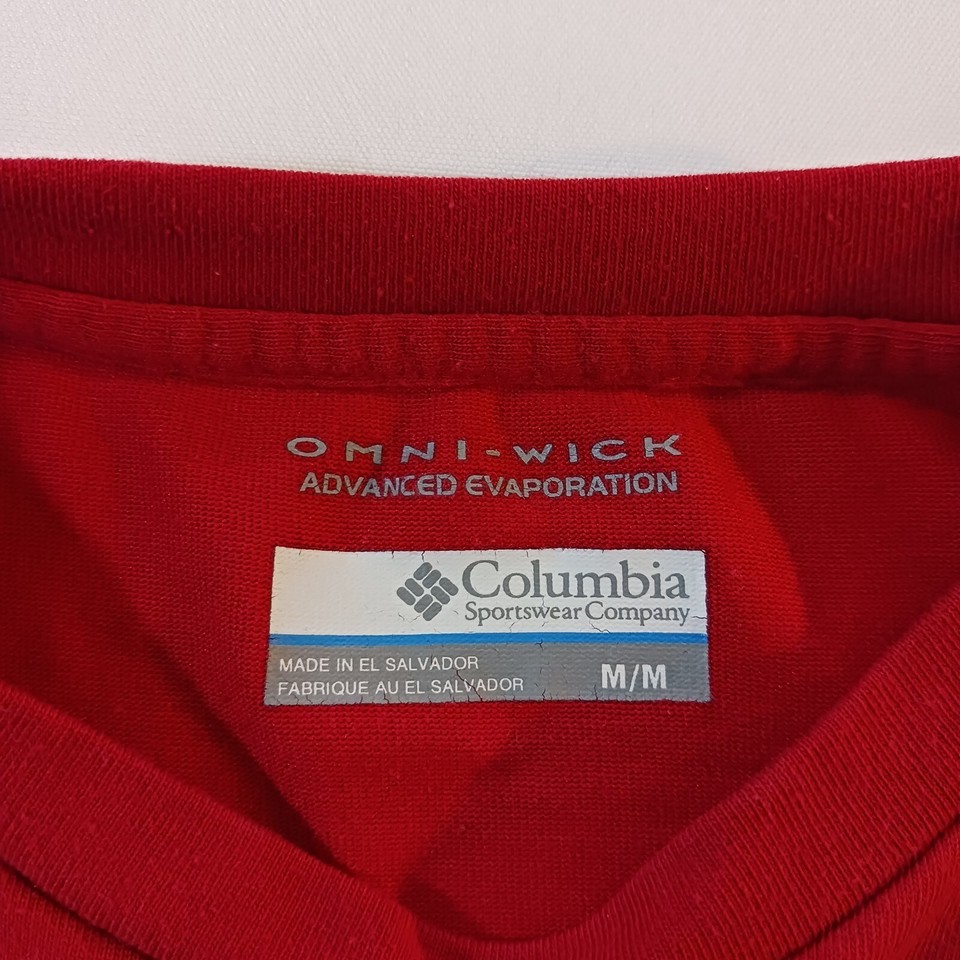 OMNI-WICK
ADVANCED EVAPORATION
Columbia
Sportswear Company
MADE IN EL SALVADOR
FABRIQUE AU EL SALVADOR
M/M